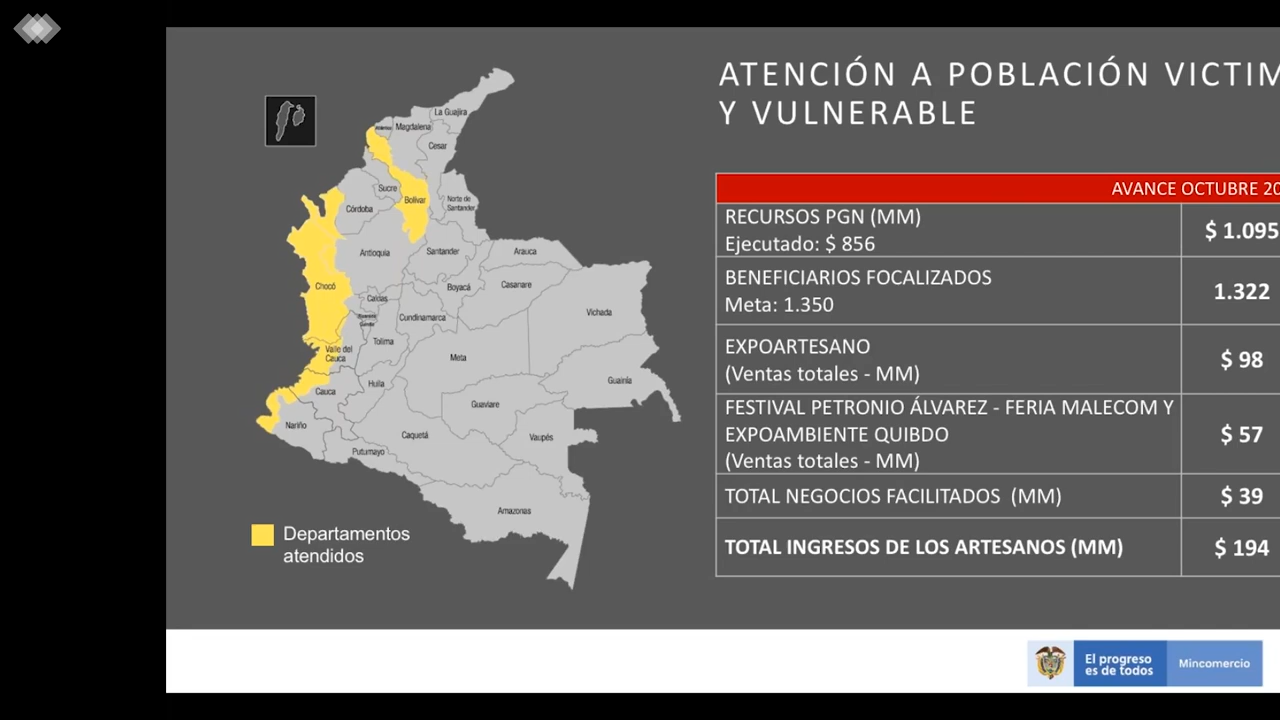 ATENCIÓN A POBLACIÓN VICTIM
Y VULNERABLE
AVANCE OCTUBRE 20
RECURSOS PGN (MM)
Ejecutado: $ 856
$ 1.095
BENEFICIARIOS FOCALIZADOS
Meta: 1.350
1.322
EXPOARTESANO
(Ventas totales - MM)
$ 98
FESTIVAL PETRONIO ÁLVAREZ - FERIA MALECOM Y
EXPOAMBIENTE QUIBDO
(Ventas totales - MM)
$ 57
TOTAL NEGOCIOS FACILITADOS (MM)
$ 39
TOTAL INGRESOS DE LOS ARTESANOS (MM)
$ 194
La Guajira
Magdalena
Cesar
Sucre
Bolívar
Norte de
Santander
Córdoba
Antioquia
Santander
Arauca
Chocó
Caldas
Boyacá
Casanare
Cundinamarca
Vichada
Tolima
Valle del
Cauca
Meta
Cauca
Huila
Guainía
Guaviare
Nariño
Caquetá
Vaupés
Putumayo
Amazonas
Departamentos
atendidos
El progreso
es de todos
Mincomercio